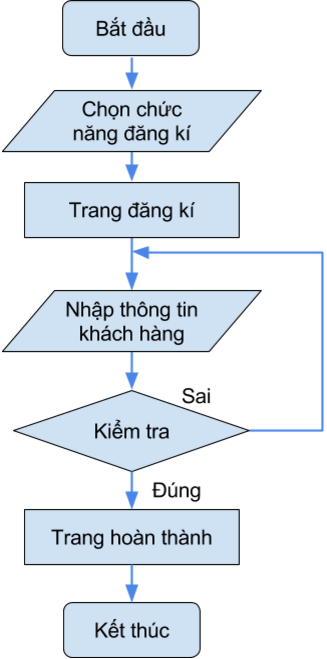 Bắt đầu
Chọn chức
năng đăng kí
Trang đăng kí
Nhập thông tin
khách hàng
Sai
Kiểm tra
Đúng
Trang hoàn thành
Kết thúc